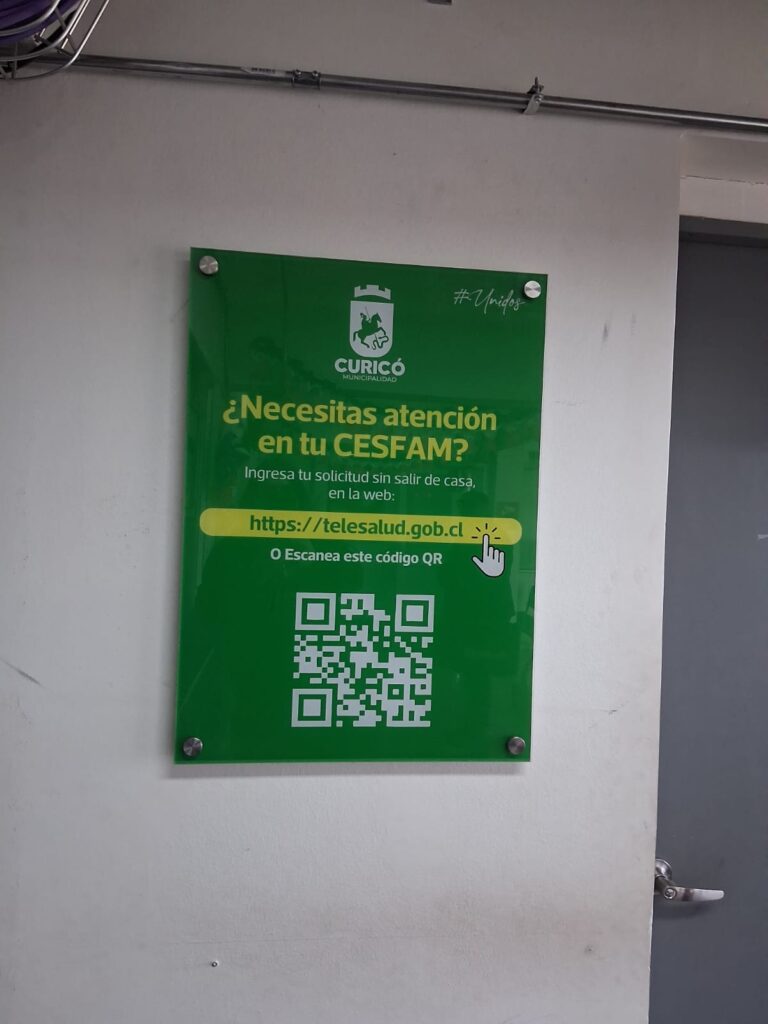 #Unidos
CURICÓ
MUNICIPALIDAD
¿Necesitas atención
en tu CESFAM?
Ingresa tu solicitud sin salir de casa,
en la web:
https://telesalud.gob.cl
O Escanea este código QR